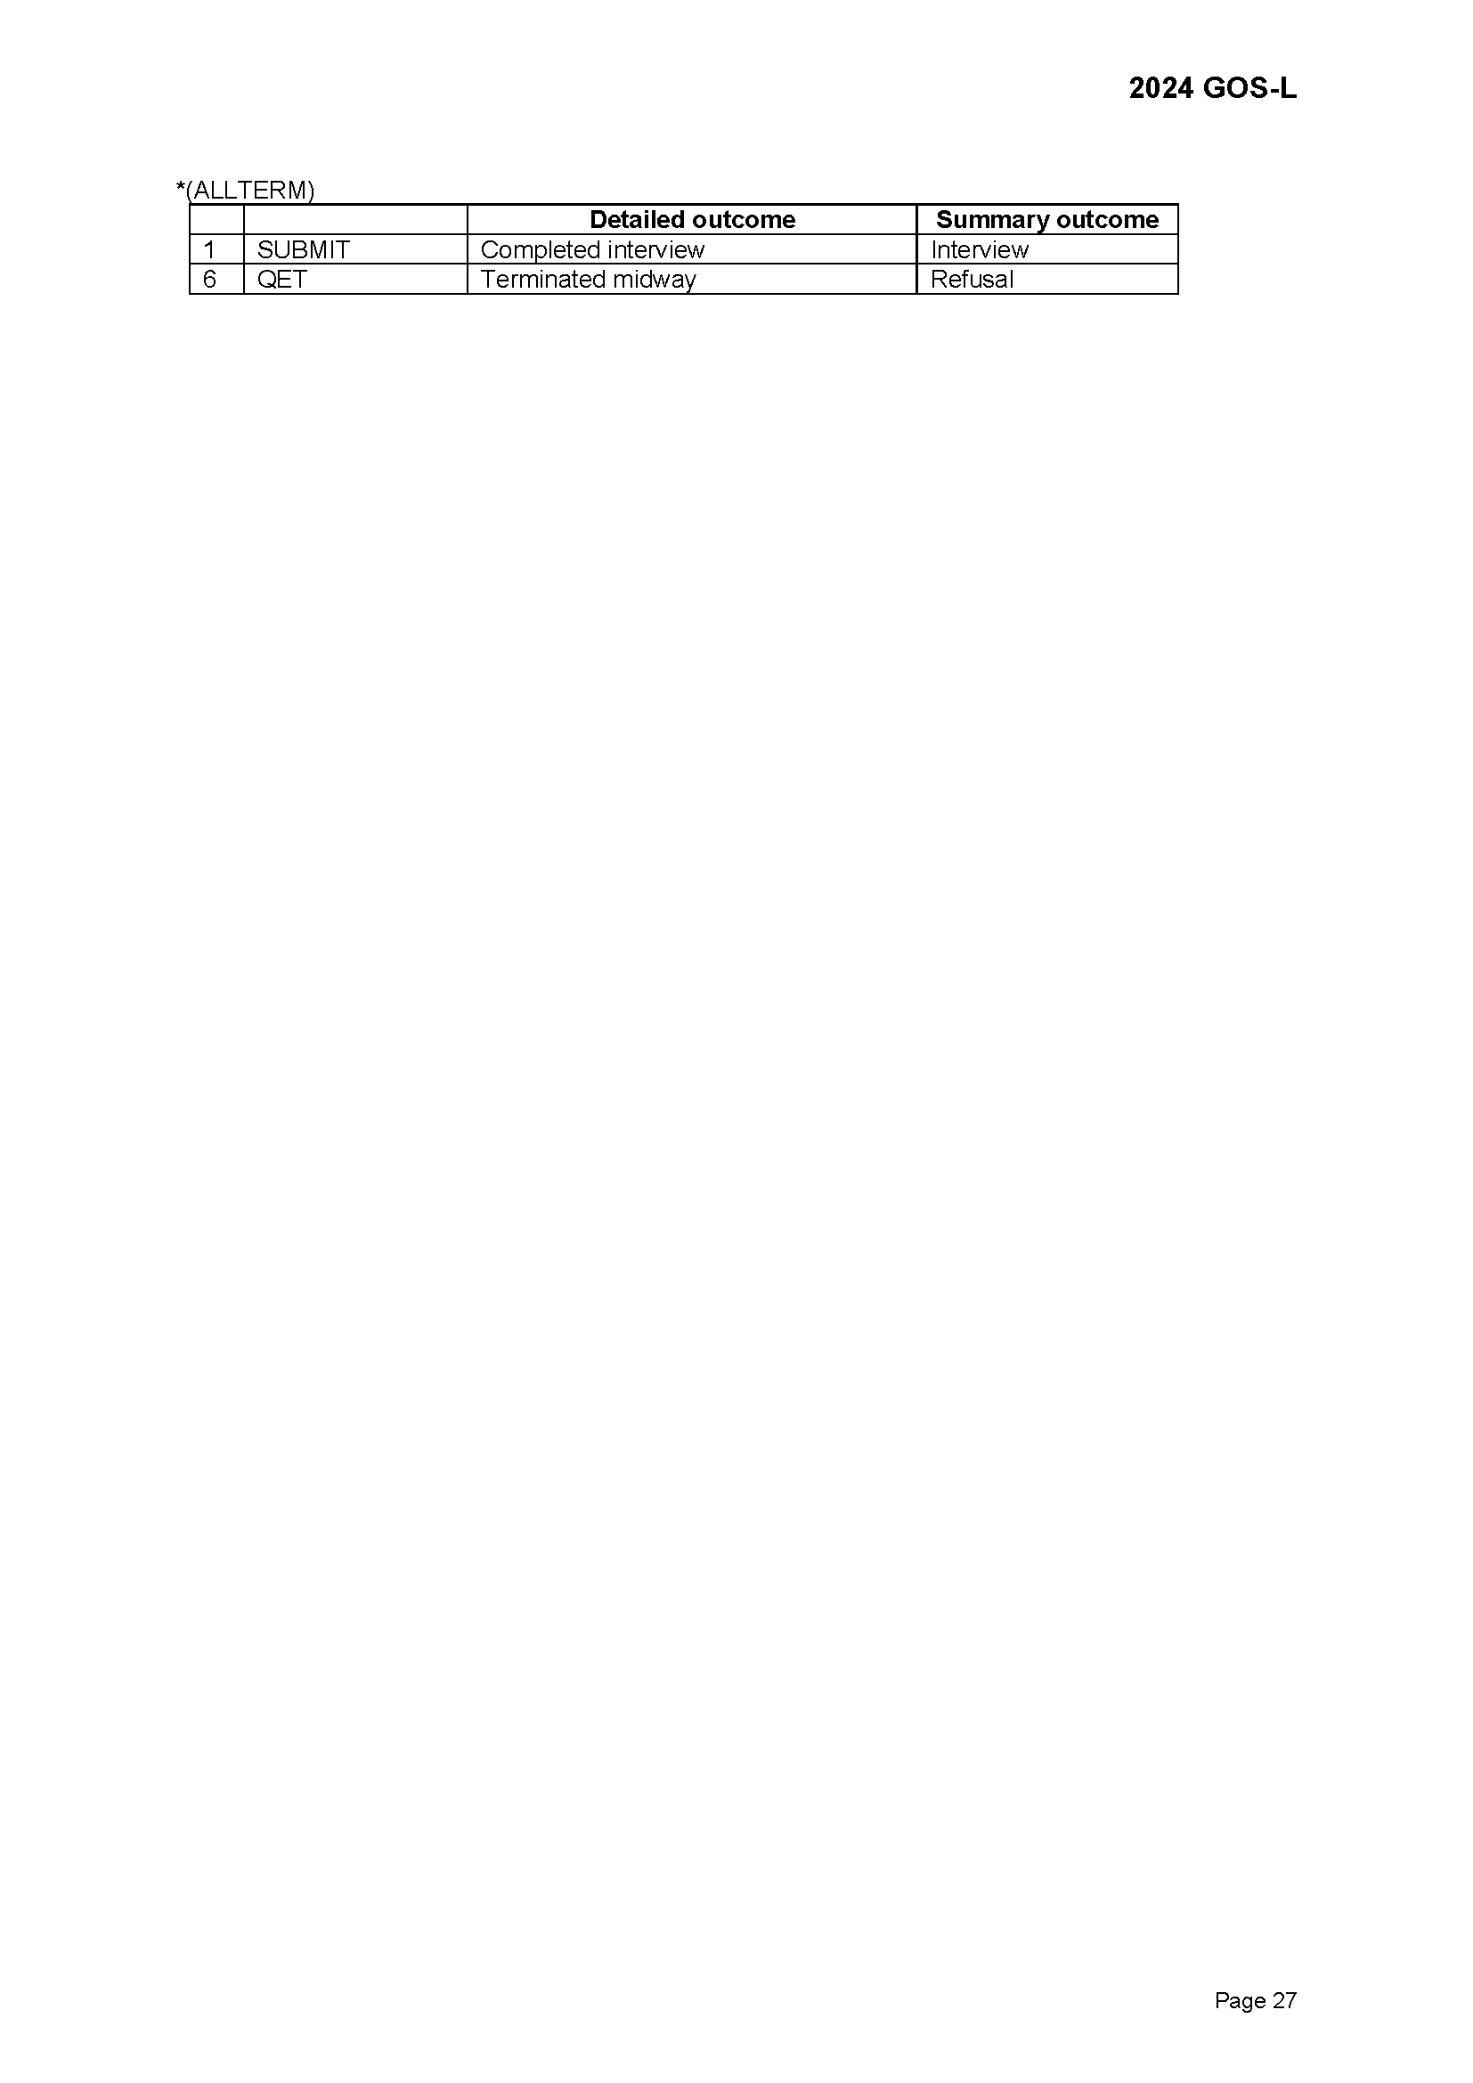 2024 GOS-L
*(ALLTERM)
Detailed outcome Summary outcome
1 SUBMIT Completed interview Interview
6 QET Terminated midway Refusal
Page 27